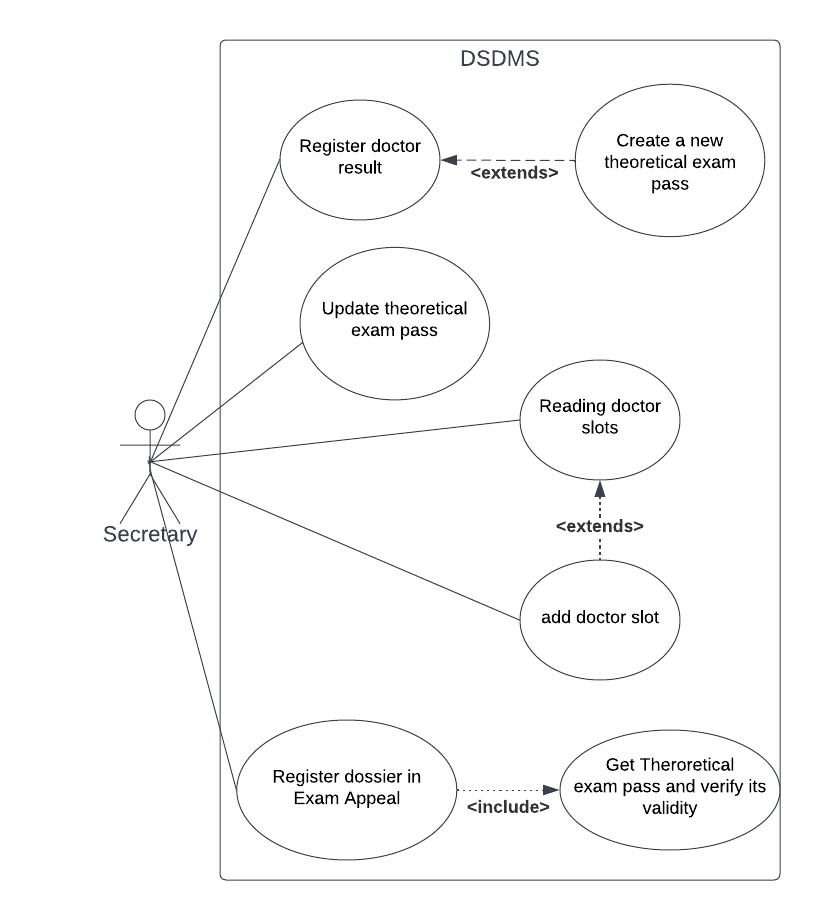 DSDMS
Register doctor
result
Create a new
theoretical exam
pass
<extends>
Update theoretical
exam pass
Reading doctor
slots
<extends>
Secretary
add doctor slot
Register dossier in
Exam Appeal
Get Theroretical
exam pass and verify its
validity
<include>